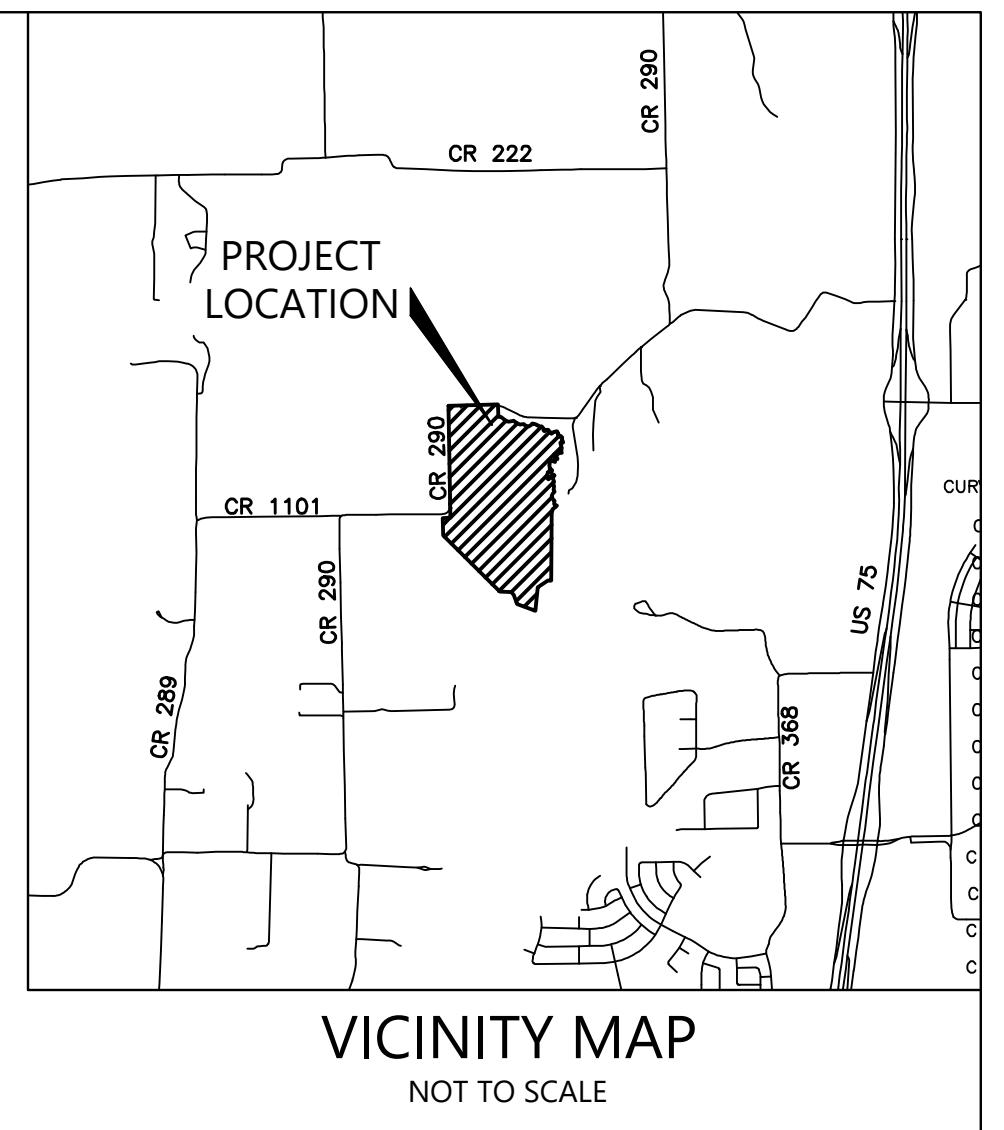 CR 290
CR 222
PROJECT
LOCATION
CR 290
CR 1101
CR 290
US 75
CR 289
CR 368
VICINITY MAP
NOT TO SCALE